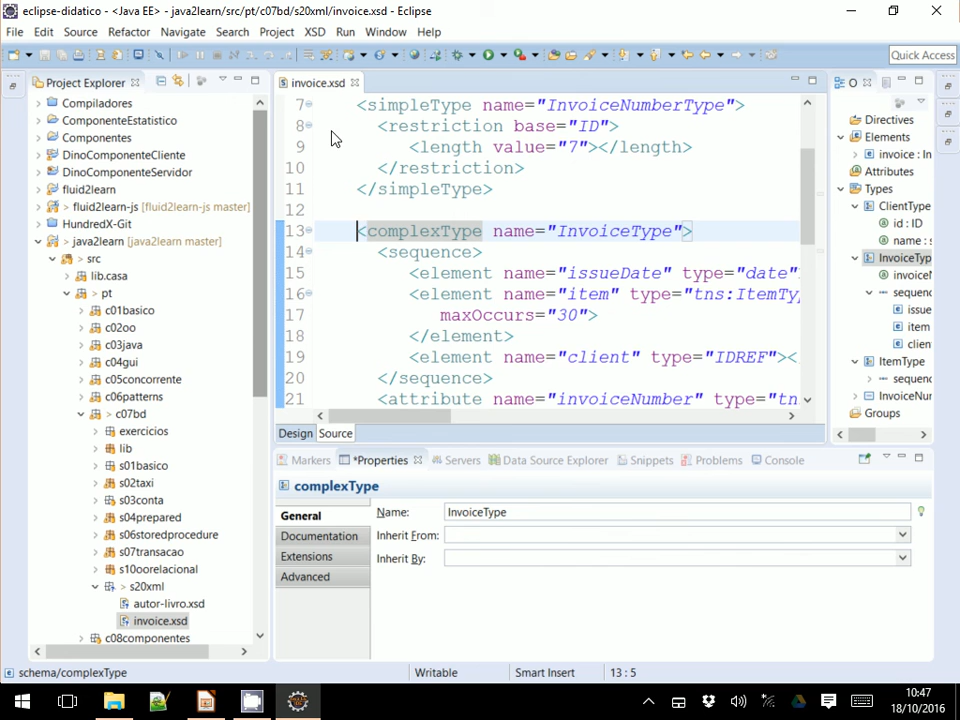 eclipse-didatico - <Java EE> - java2learn/src/pt/c07bd/s20xml/invoice.xsd - Eclipse
File Edit Source Refactor Navigate Search Project XSD Run Window Help
Quick Access
Project Explorer
Compiladores
ComponenteEstatistico
Componentes
DinoComponenteCliente
DinoComponenteServidor
fluid2learn
> fluid2learn-js [fluid2learn-js master]
HundredX-Git
> java2learn [java2learn master]
> src
lib.casa
> pt
c01basico
c02oo
c03java
c04gui
c05concorrente
c06patterns
> c07bd
exercicios
lib
s01basico
s02taxi
s03conta
s04prepared
s06storedprocedure
s07transacao
s10oorelacional
> s20xml
autor-livro.xsd
invoice.xsd
c08componentes
invoice.xsd
7 <simpleType name="InvoiceNumberType">
8 <restriction base="ID">
9 <length value="7"></length>
10 </restriction>
11 </simpleType>
12
13 <complexType name="InvoiceType">
14 <sequence>
15 <element name="issueDate" type="date"
16 <element name="item" type="tns:ItemTy
17 maxOccurs="30">
18 </element>
19 <element name="client" type="IDREF"><
20 </sequence>
21 <attribute name="invoiceNumber" type="tn
Design Source
O
Directives
Elements
invoice : In
Attributes
Types
ClientType
id : ID
name : s
InvoiceTyp
invoiceN
sequenc
issue
item
clien
ItemType
sequenc
InvoiceNur
Groups
Markers *Properties Servers Data Source Explorer Snippets Problems Console
complexType
General
Documentation
Extensions
Advanced
Name: InvoiceType
Inherit From:
Inherit By:
schema/complexType Writable Smart Insert 13 : 5
10:47
18/10/2016